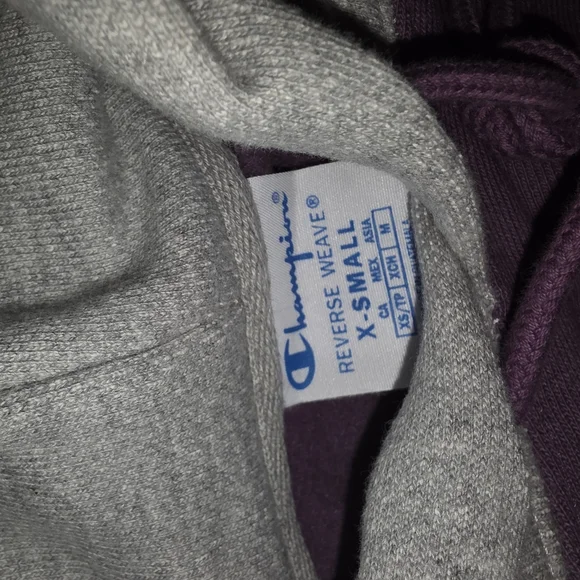 Champion®
REVERSE WEAVE®
X-SMALL
CA MEX ASIA
XS/TP XCH M